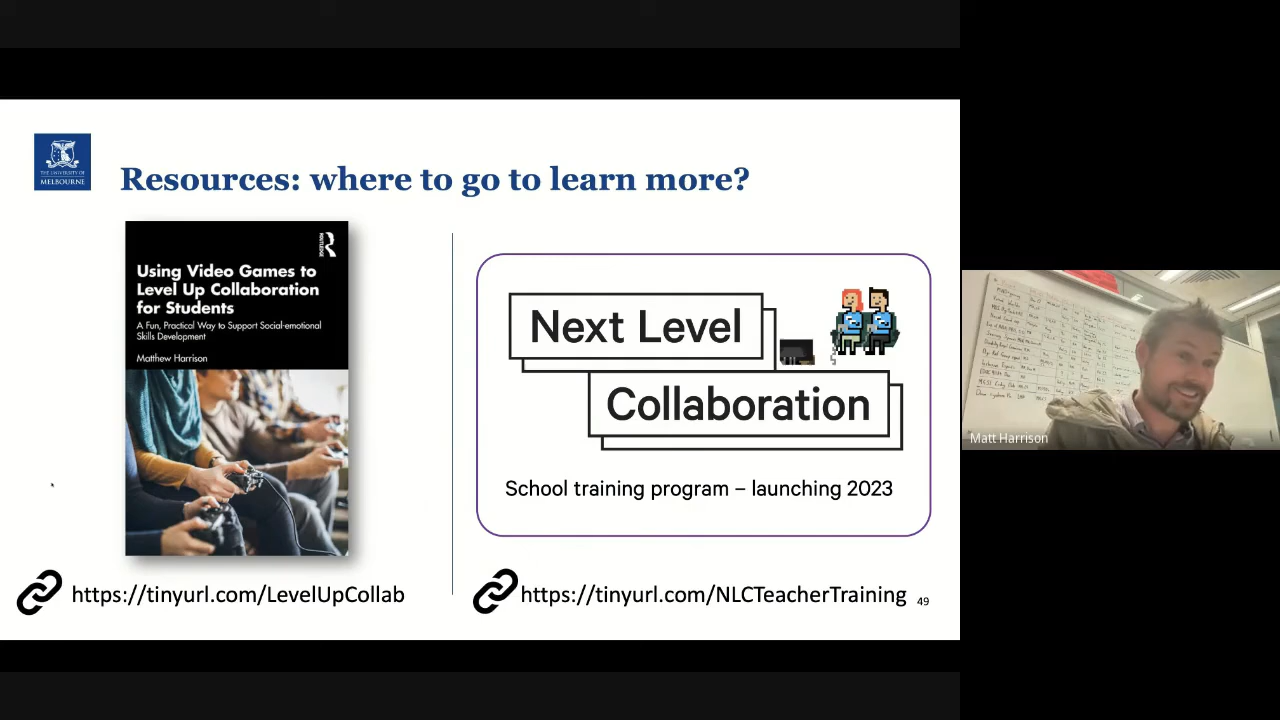 THE UNIVERSITY OF
MELBOURNE
Resources: where to go to learn more?
ROUTLEDGE
Using Video Games to
Level Up Collaboration
for Students
A Fun, Practical Way to Support Social-emotional
Skills Development
Matthew Harrison
https://tinyurl.com/LevelUpCollab
Next Level
Collaboration
School training program – launching 2023
https://tinyurl.com/NLCTeacherTraining
49
Matt Harrison